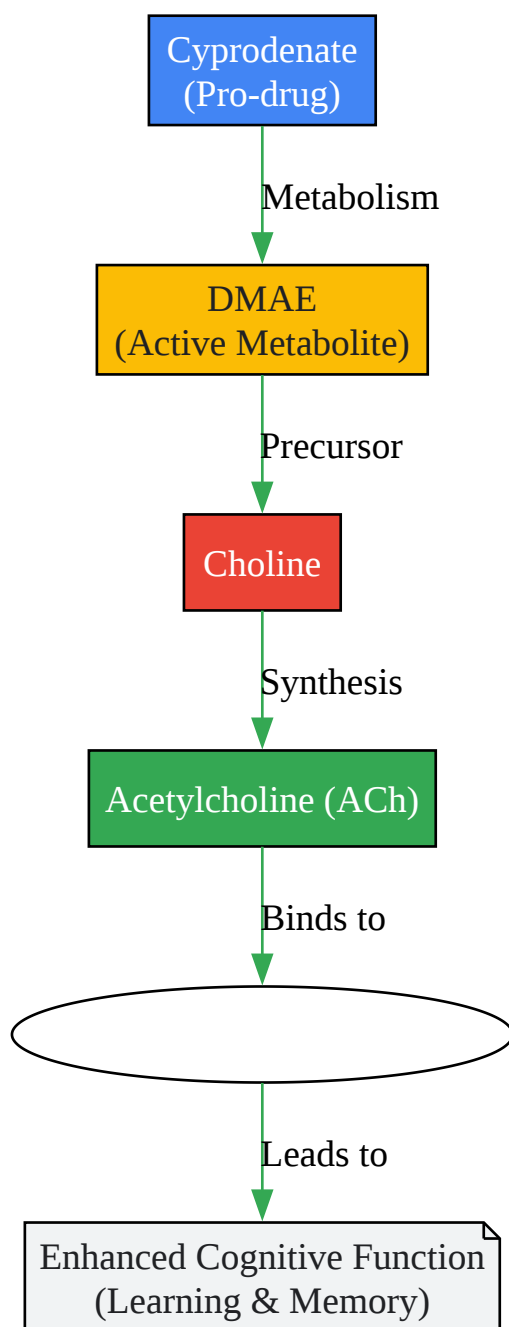 Cyprodenate
(Pro-drug)
Metabolism
DMAE
(Active Metabolite)
Precursor
Choline
Synthesis
Acetylcholine (ACh)
Binds to
Leads to
Enhanced Cognitive Function
(Learning & Memory)